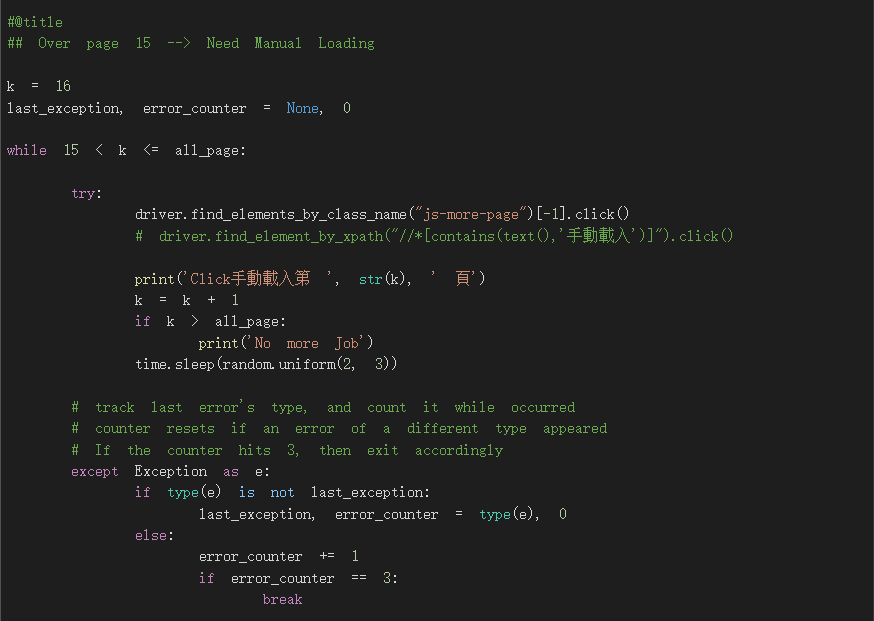 #@title
## Over page 15 --> Need Manual Loading
k = 16
last_exception, error_counter = None, 0
while 15 < k <= all_page:
try:
driver.find_elements_by_class_name("js-more-page")[-1].click()
# driver.find_element_by_xpath("//*[contains(text(),'手動載入')]").click()
print('Click手動載入第 ', str(k), ' 頁')
k = k + 1
if k > all_page:
print('No more Job')
time.sleep(random.uniform(2, 3))
# track last error's type, and count it while occurred
# counter resets if an error of a different type appeared
# If the counter hits 3, then exit accordingly
except Exception as e:
if type(e) is not last_exception:
last_exception, error_counter = type(e), 0
else:
error_counter += 1
if error_counter == 3:
break